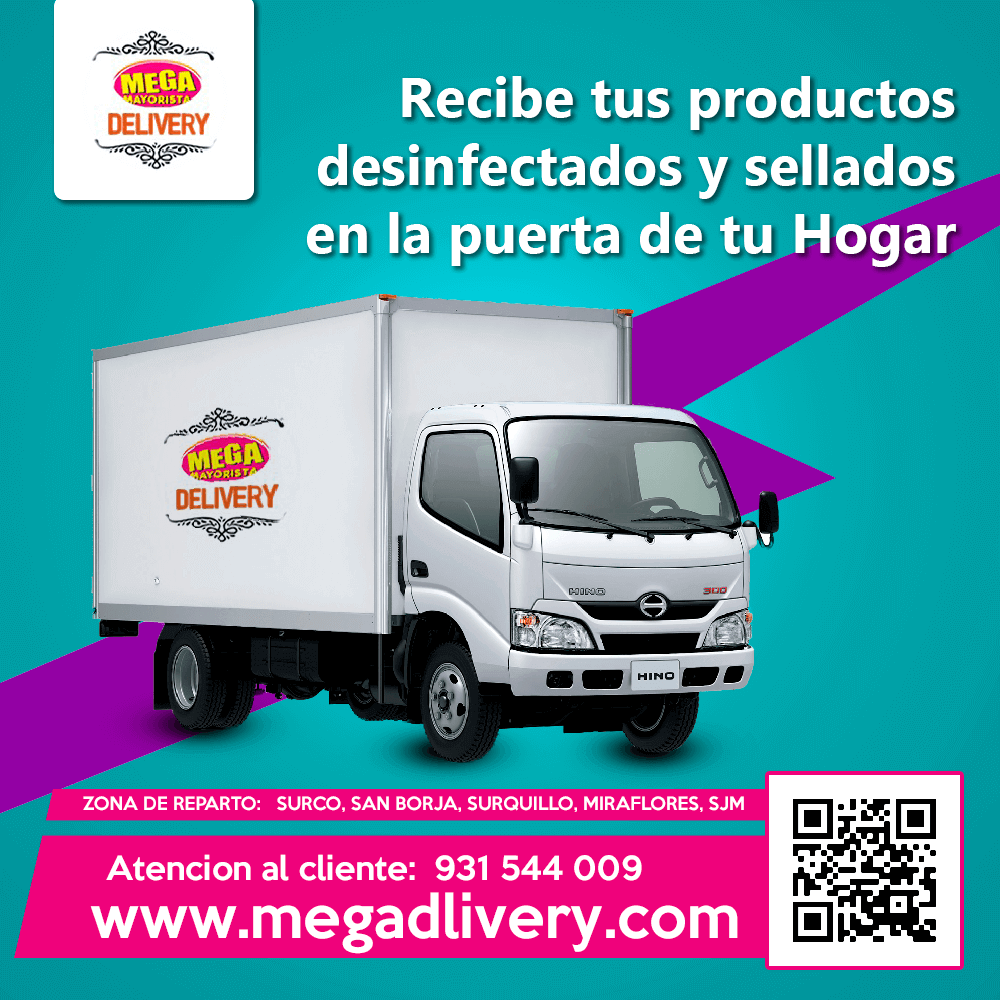 MEGA
MAYORISTA
DELIVERY
Recibe tus productos
desinfectados y sellados
en la puerta de tu Hogar
MEGA
MAYORISTA
DELIVERY
HINO
300
HINO
ZONA DE REPARTO: SURCO, SAN BORJA, SURQUILLO, MIRAFLORES, SJM
Atencion al cliente: 931 544 009
www.megadlivery.com